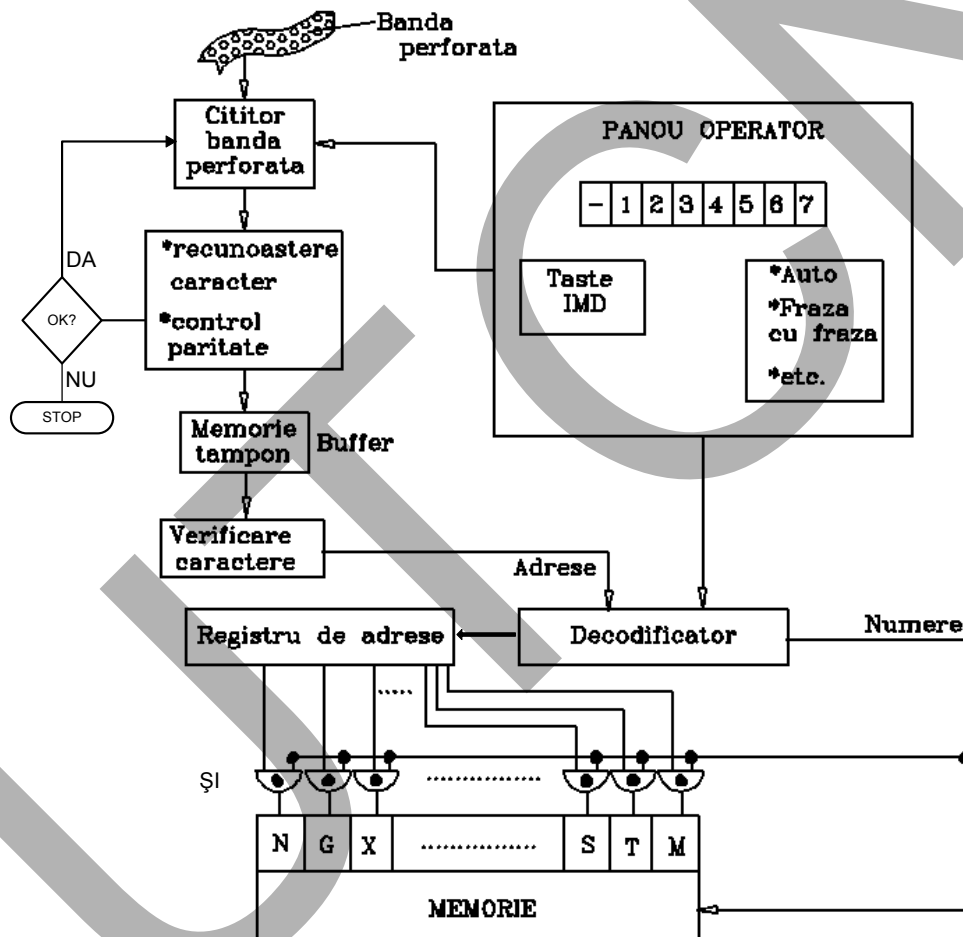 Banda
perforata
Cititor
banda
perforata
PANOU OPERATOR
- 1 2 3 4 5 6 7
DA
*recunoastere
caracter
*control
paritate
OK?
NU
STOP
Taste
IMD
*Auto
*Fraza
cu fraza
*etc.
Memorie
tampon
Buffer
Verificare
caractere
Adrese
Registru de adrese
Decodificator
Numere
ŞI
N G X S T M
MEMORIE
UTCN